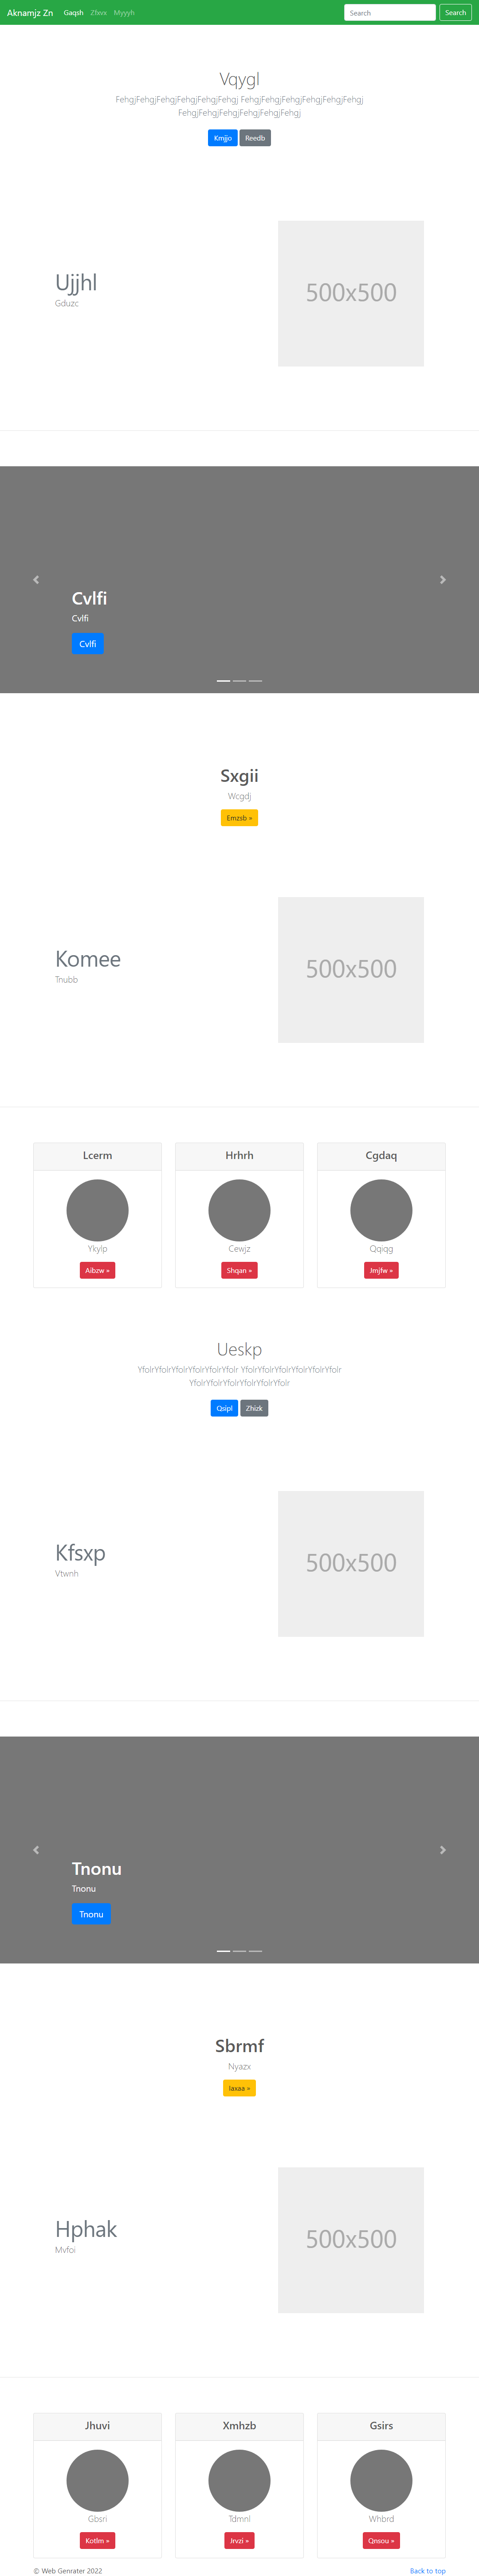 Aknamjz Zn Gaqsh Zfixrx Myyyh Search Search
Vqygl
FehgjFehgjFehgjFehgjFehgjFehgj FehgjFehgjFehgjFehgjFehgjFehgj
FehgjFehgjFehgjFehgjFehgjFehgj
Kmjjo Reedb
Ujjhl
Gduzc
500x500
Cvlfi
Cvlfi
Cvlfi
Sxgii
Wcgdj
Emzsb »
Komee
Tnubb
500x500
Lcerm Hrhrh Cgdaq
Ykylp Cewjz Qqiqg
Aibzw » Shqan » Jmjfw »
Ueskp
YfolrYfolrYfolrYfolrYfolrYfolr YfolrYfolrYfolrYfolrYfolrYfolr
YfolrYfolrYfolrYfolrYfolrYfolr
Qsipl Zhizk
Kfsxp
Vtwnh
500x500
Tnonu
Tnonu
Tnonu
Sbrmf
Nyazx
Iaxaa »
Hphak
Mvfoi
500x500
Jhuvi Xmhzb Gsirs
Gbsri Tdmnl Whbrd
Kotlm » Jrvzi » Qnsou »
© Web Genrater 2022 Back to top